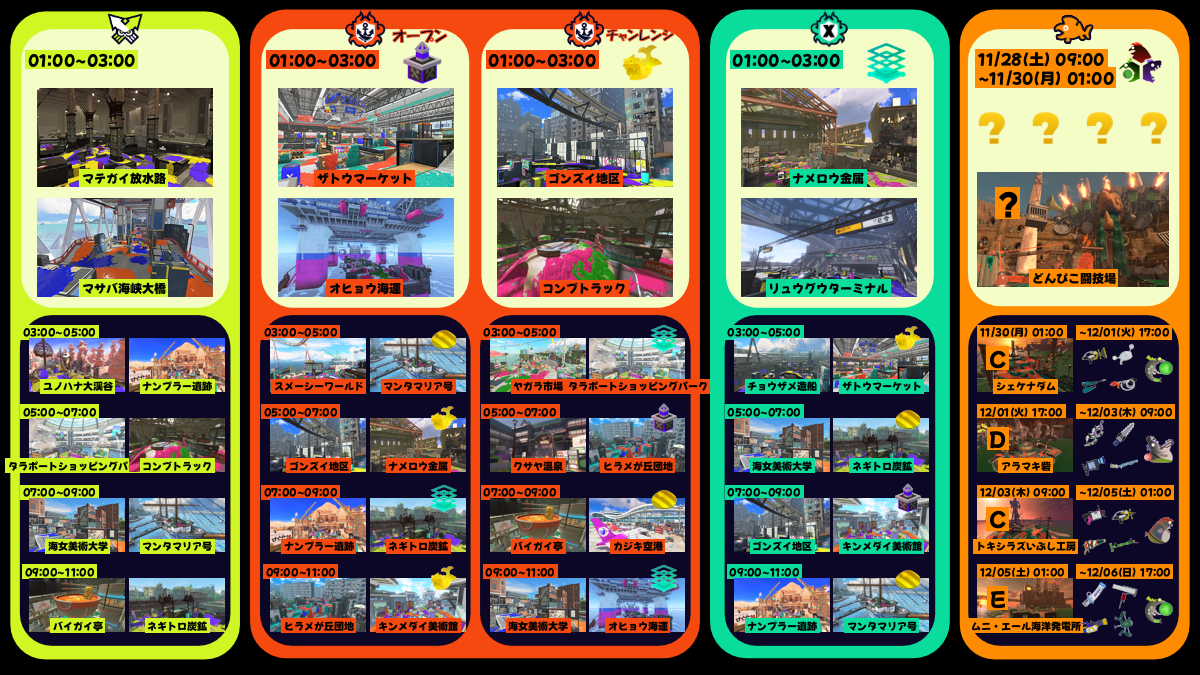 01:00~03:00
マテガイ放水路
マサバ海峡大橋
03:00~05:00
ユノハナ大渓谷
ナンプラー遺跡
05:00~07:00
タラポートショッピングパ
コンブトラック
07:00~09:00
海女美術大学
マンタマリア号
09:00~11:00
バイガイ亭
ネギトロ炭鉱
オープン
01:00~03:00
ザトウマーケット
オヒョウ海運
03:00~05:00
スメーシーワールド
マンタマリア号
05:00~07:00
ゴンズイ地区
ナメロウ金属
07:00~09:00
ナンプラー遺跡
ネギトロ炭鉱
09:00~11:00
ヒラメが丘団地
キンメダイ美術館
チャレンジ
01:00~03:00
ゴンズイ地区
コンブトラック
03:00~05:00
ヤガラ市場
タラポートショッピングパーク
05:00~07:00
クサヤ温泉
ヒラメが丘団地
07:00~09:00
バイガイ亭
カジキ空港
09:00~11:00
海女美術大学
オヒョウ海運
X
01:00~03:00
ナメロウ金属
リュウグウターミナル
03:00~05:00
チョウザメ造船
ザトウマーケット
05:00~07:00
海女美術大学
ネギトロ炭鉱
07:00~09:00
ゴンズイ地区
キンメダイ美術館
09:00~11:00
ナンプラー遺跡
マンタマリア号
11/28(土) 09:00
~11/30(月) 01:00
? ? ? ?
?
どんぴこ闘技場
11/30(月) 01:00 ~12/01(火) 17:00
C
シェケナダム
12/01(火) 17:00 ~12/03(木) 09:00
D
アラマキ砦
12/03(木) 09:00 ~12/05(土) 01:00
C
トキシラズいぶし工房
12/05(土) 01:00 ~12/06(日) 17:00
E
ムニ・エール海洋発電所